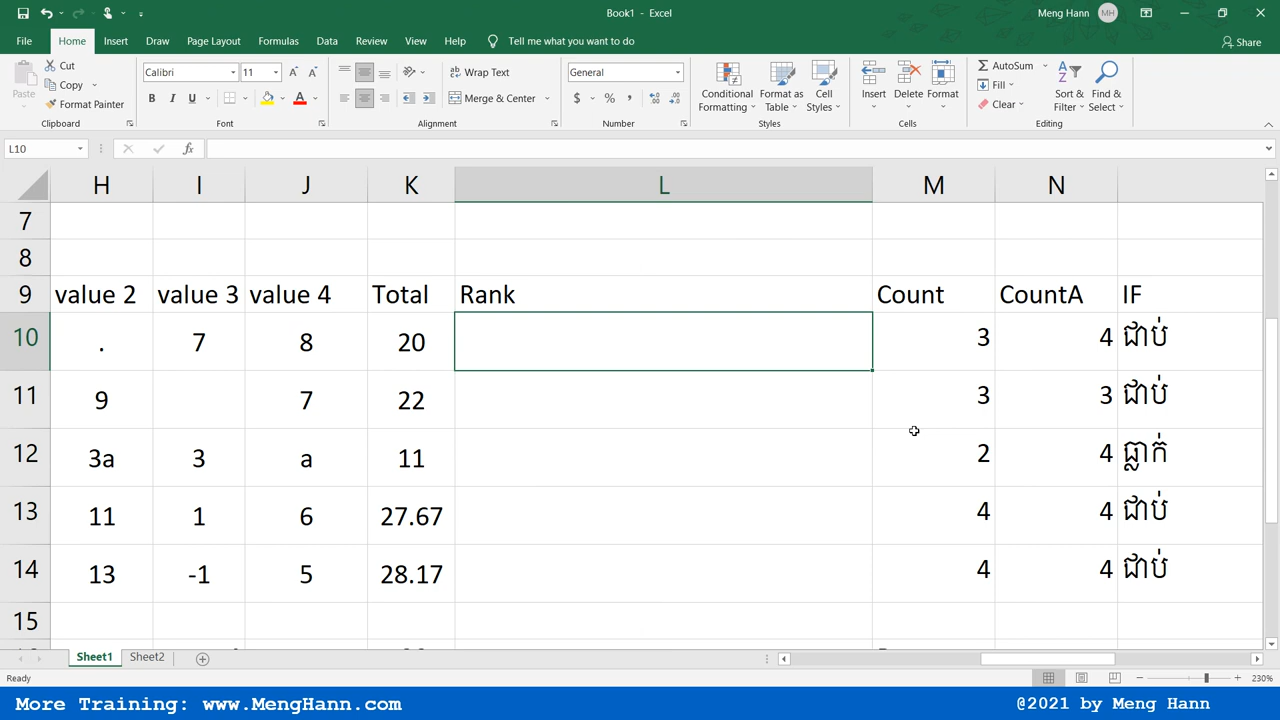 Book1 - Excel
Meng Hann MH
File Home Insert Draw Page Layout Formulas Data Review View Help Tell me what you want to do Share
Paste Cut Copy Format Painter Clipboard
Calibri 11 B I U A Font
Wrap Text Merge & Center Alignment
General $ % , Number
Conditional Formatting Format as Table Cell Styles Styles
Insert Delete Format Cells
AutoSum Fill Clear Sort & Filter Find & Select Editing
L10 fx
H I J K L M N
7
8
9 value 2 value 3 value 4 Total Rank Count CountA IF
10 . 7 8 20 3 4 ជាប់
11 9 7 22 3 3 ជាប់
12 3a 3 a 11 2 4 ធ្លាក់
13 11 1 6 27.67 4 4 ជាប់
14 13 -1 5 28.17 4 4 ជាប់
15
Sheet1 Sheet2
Ready 230%
More Training: www.MengHann.com @2021 by Meng Hann